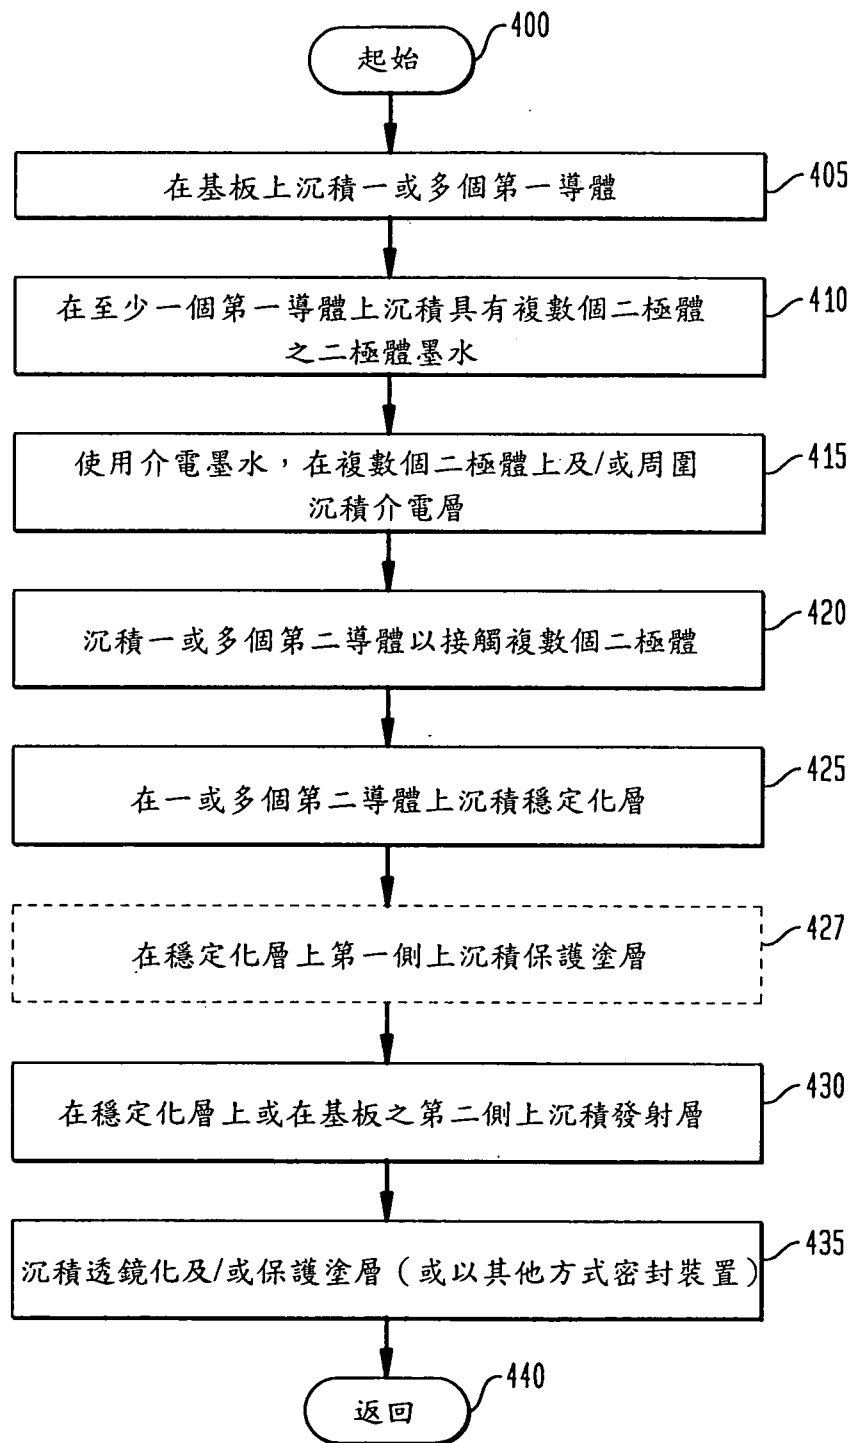 起始
400
在基板上沉積一或多個第一導體
405
在至少一個第一導體上沉積具有複數個二極體
之二極體墨水
410
使用介電墨水，在複數個二極體上及/或周圍
沉積介電層
415
沉積一或多個第二導體以接觸複數個二極體
420
在一或多個第二導體上沉積穩定化層
425
在穩定化層上第一側上沉積保護塗層
427
在穩定化層上或在基板之第二側上沉積發射層
430
沉積透鏡化及/或保護塗層（或以其他方式密封裝置）
435
返回
440